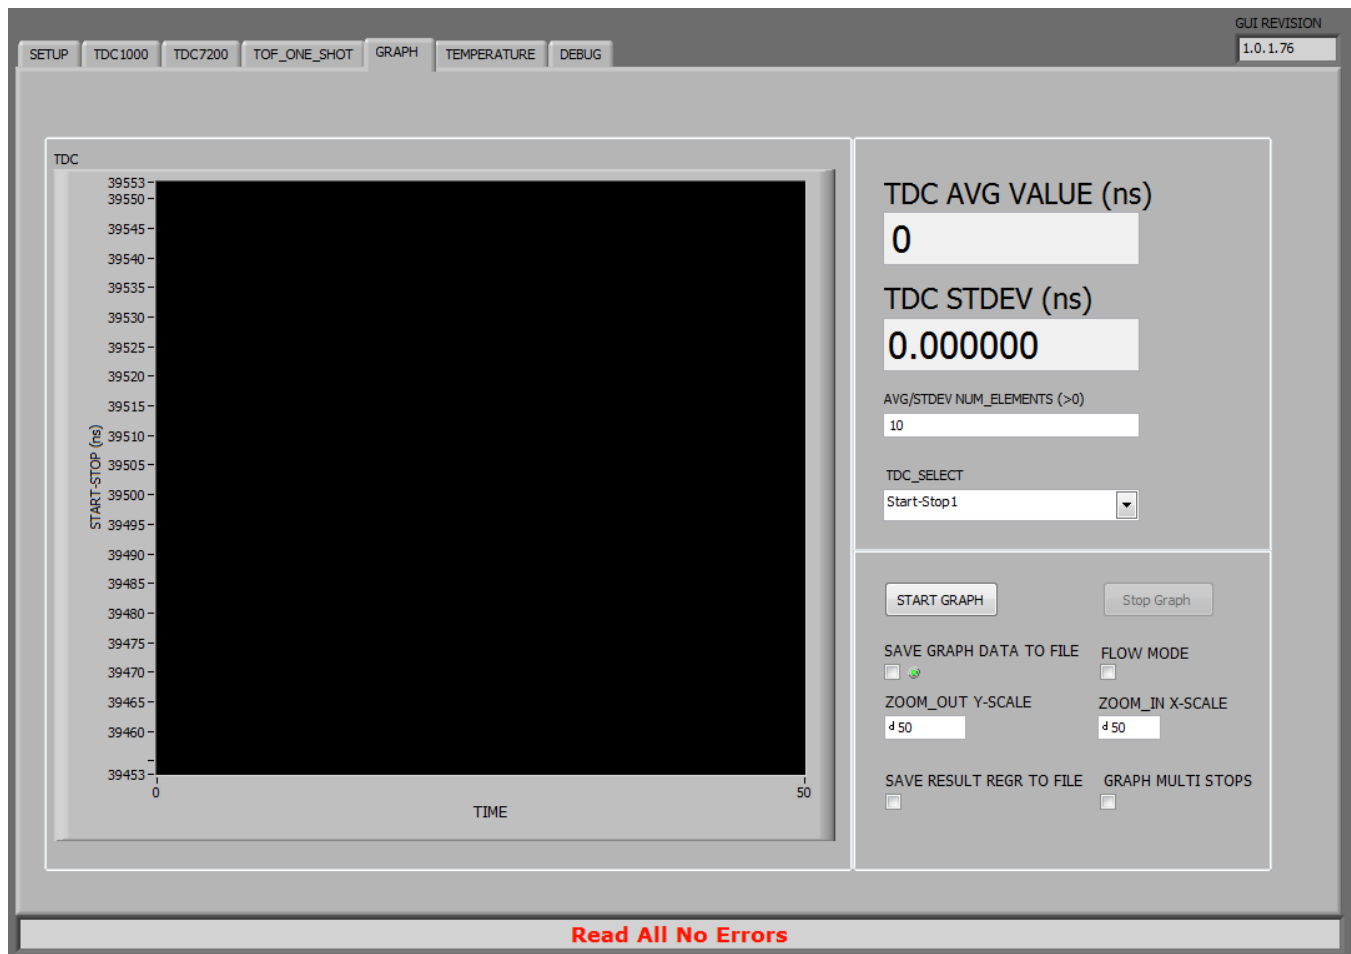 GUI REVISION
1.0.1.76
SETUP TDC1000 TDC7200 TOF_ONE_SHOT GRAPH TEMPERATURE DEBUG
TDC
39553
39550
39545
39540
39535
39530
39525
39520
39515
39510
39505
39500
39495
39490
39485
39480
39475
39470
39465
39460
39453
START-STOP (ns)
0 50
TIME
TDC AVG VALUE (ns)
0
TDC STDEV (ns)
0.000000
AVG/STDEV NUM_ELEMENTS (>0)
10
TDC_SELECT
Start-Stop1
START GRAPH Stop Graph
SAVE GRAPH DATA TO FILE FLOW MODE
ZOOM_OUT Y-SCALE ZOOM_IN X-SCALE
d 50 d 50
SAVE RESULT REGR TO FILE GRAPH MULTI STOPS
Read All No Errors